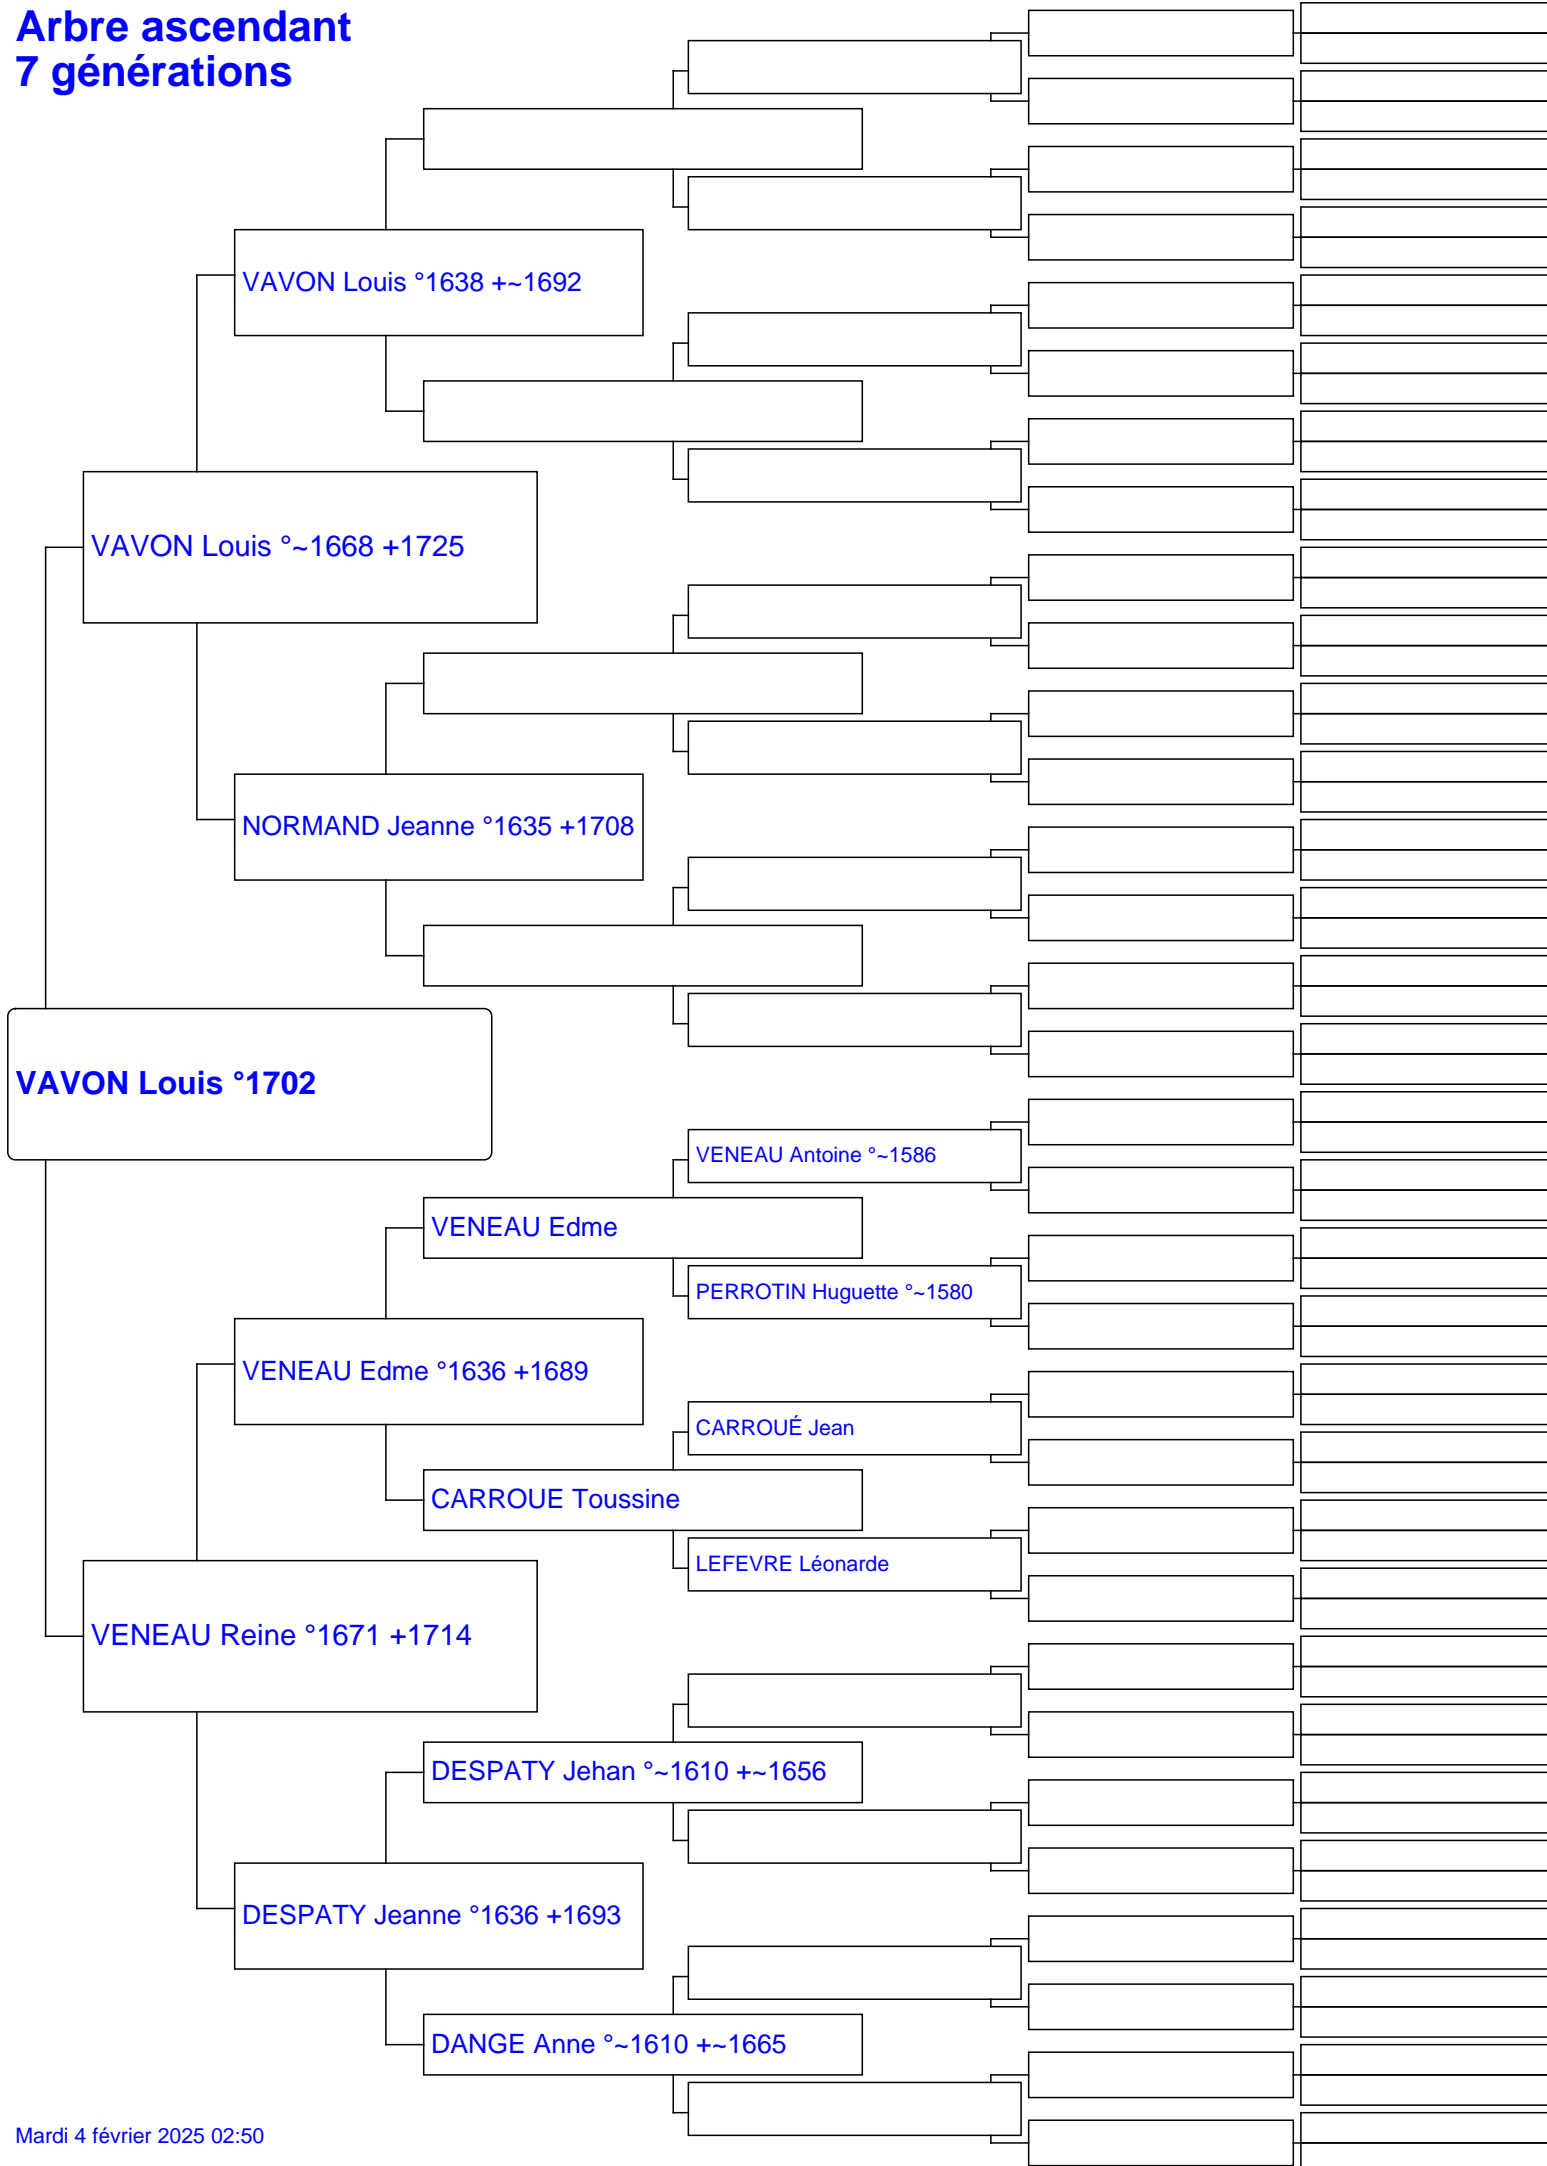 Arbre ascendant
7 générations
VAVON Louis °1638 +~1692
VAVON Louis °~1668 +1725
NORMAND Jeanne °1635 +1708
VAVON Louis °1702
VENEAU Antoine °~1586
VENEAU Edme
PERROTIN Huguette °~1580
VENEAU Edme °1636 +1689
CARROUÉ Jean
CARROUE Toussine
LEFEVRE Léonarde
VENEAU Reine °1671 +1714
DESPATY Jehan °~1610 +~1656
DESPATY Jeanne °1636 +1693
DANGE Anne °~1610 +~1665
Mardi 4 février 2025 02:50